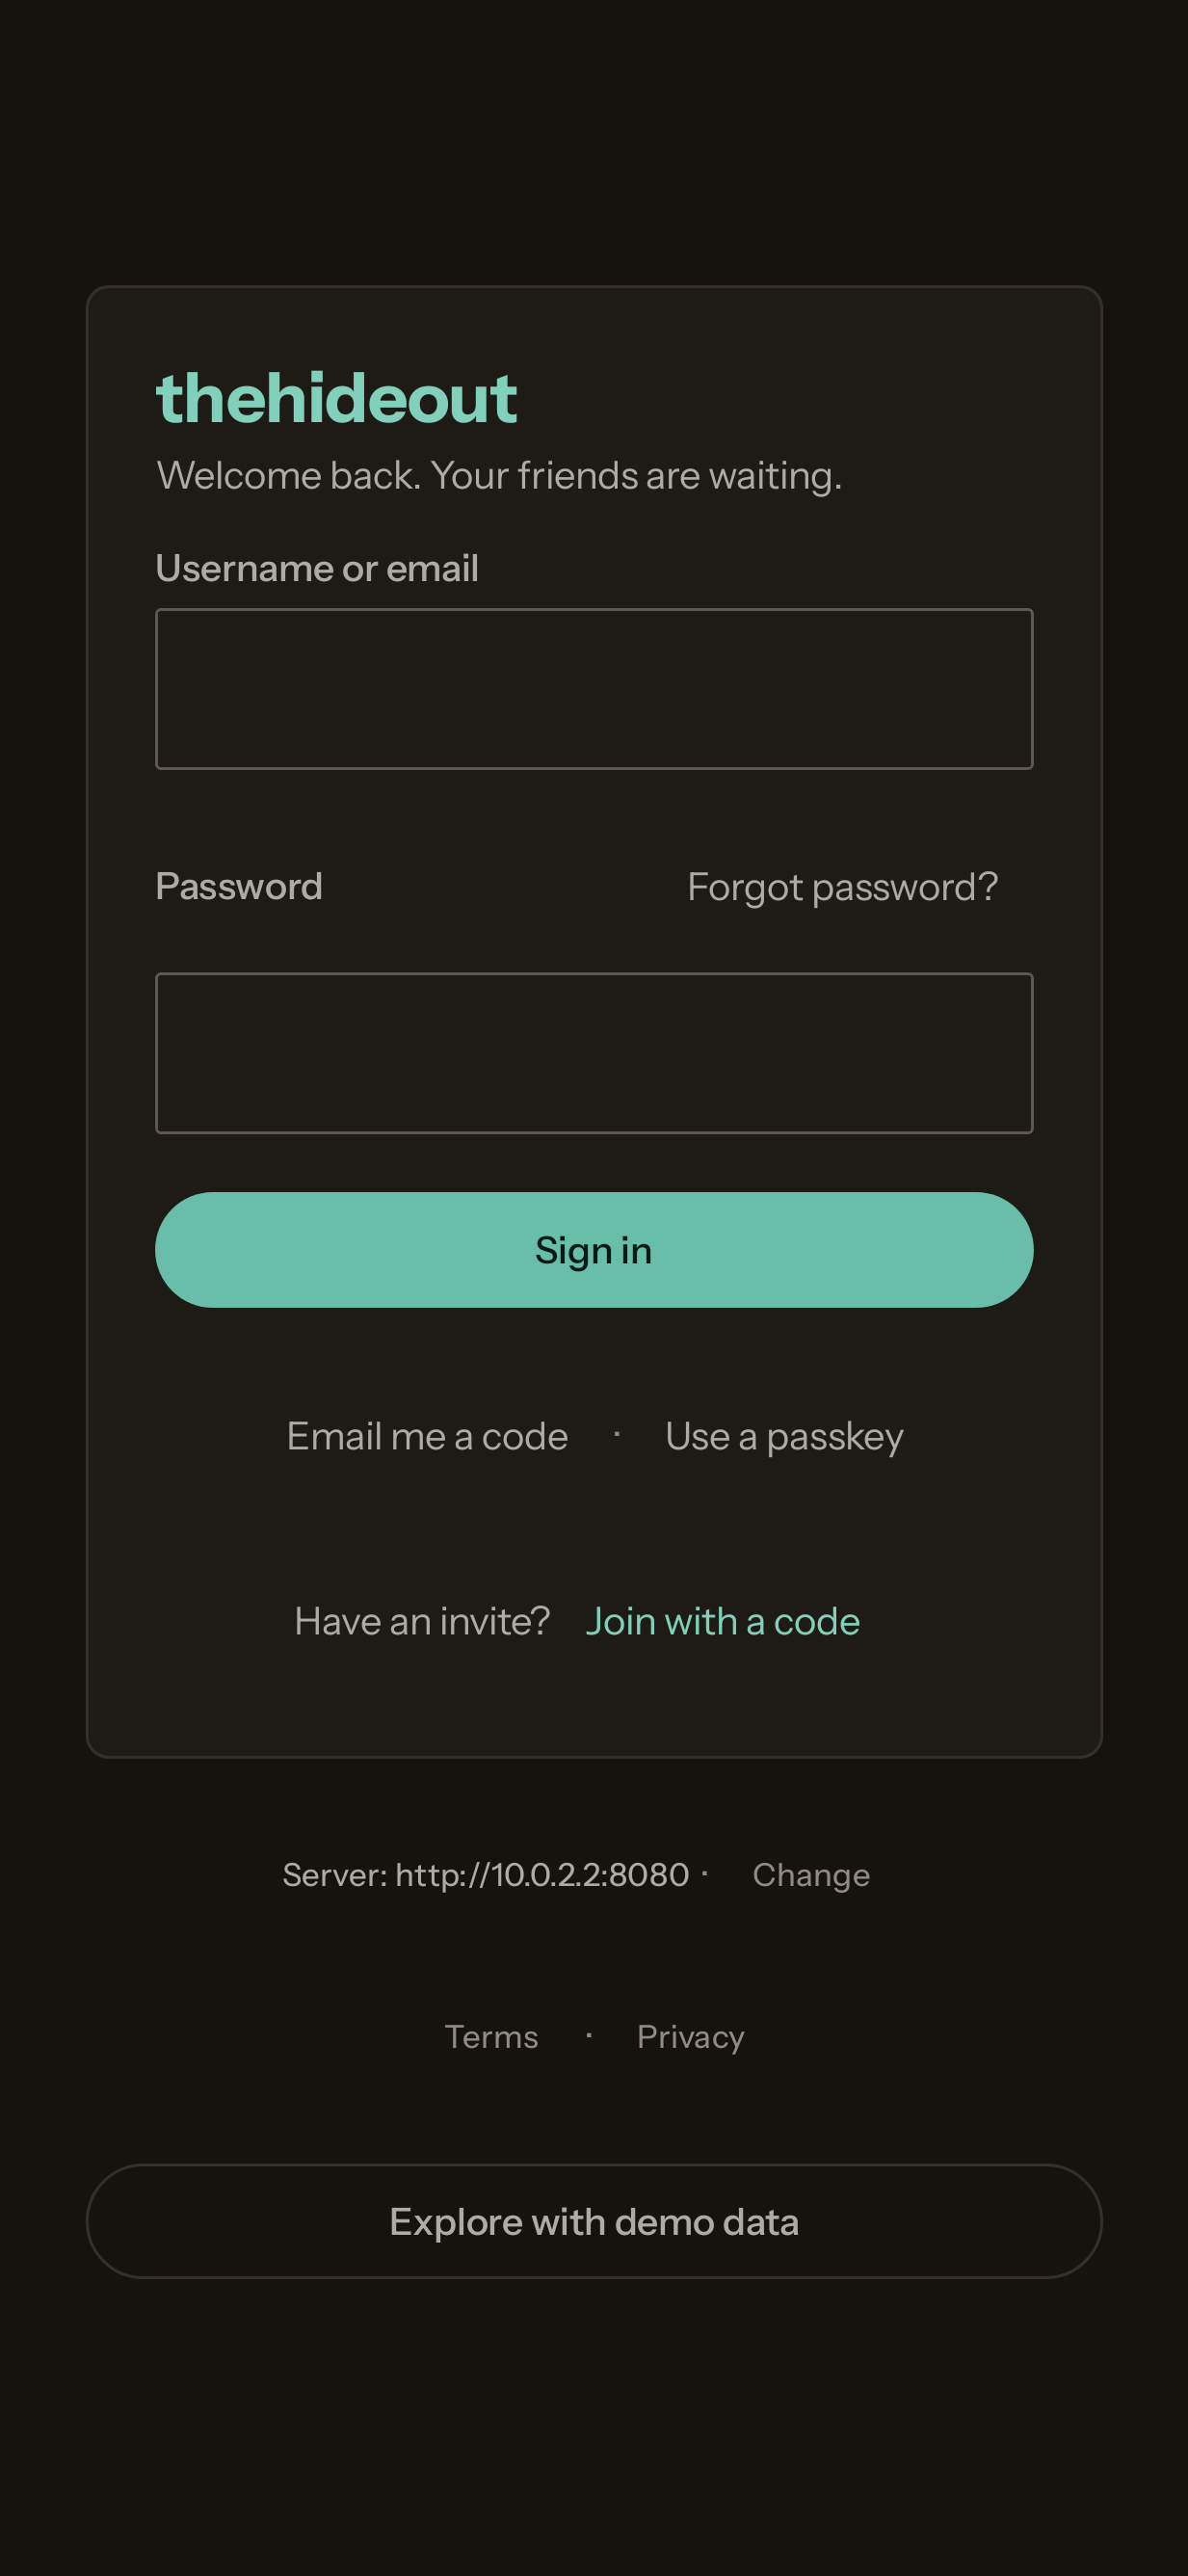 thehideout
Welcome back. Your friends are waiting.
Username or email
Password Forgot password?
Sign in
Email me a code · Use a passkey
Have an invite? Join with a code
Server: http://10.0.2.2:8080 · Change
Terms · Privacy
Explore with demo data